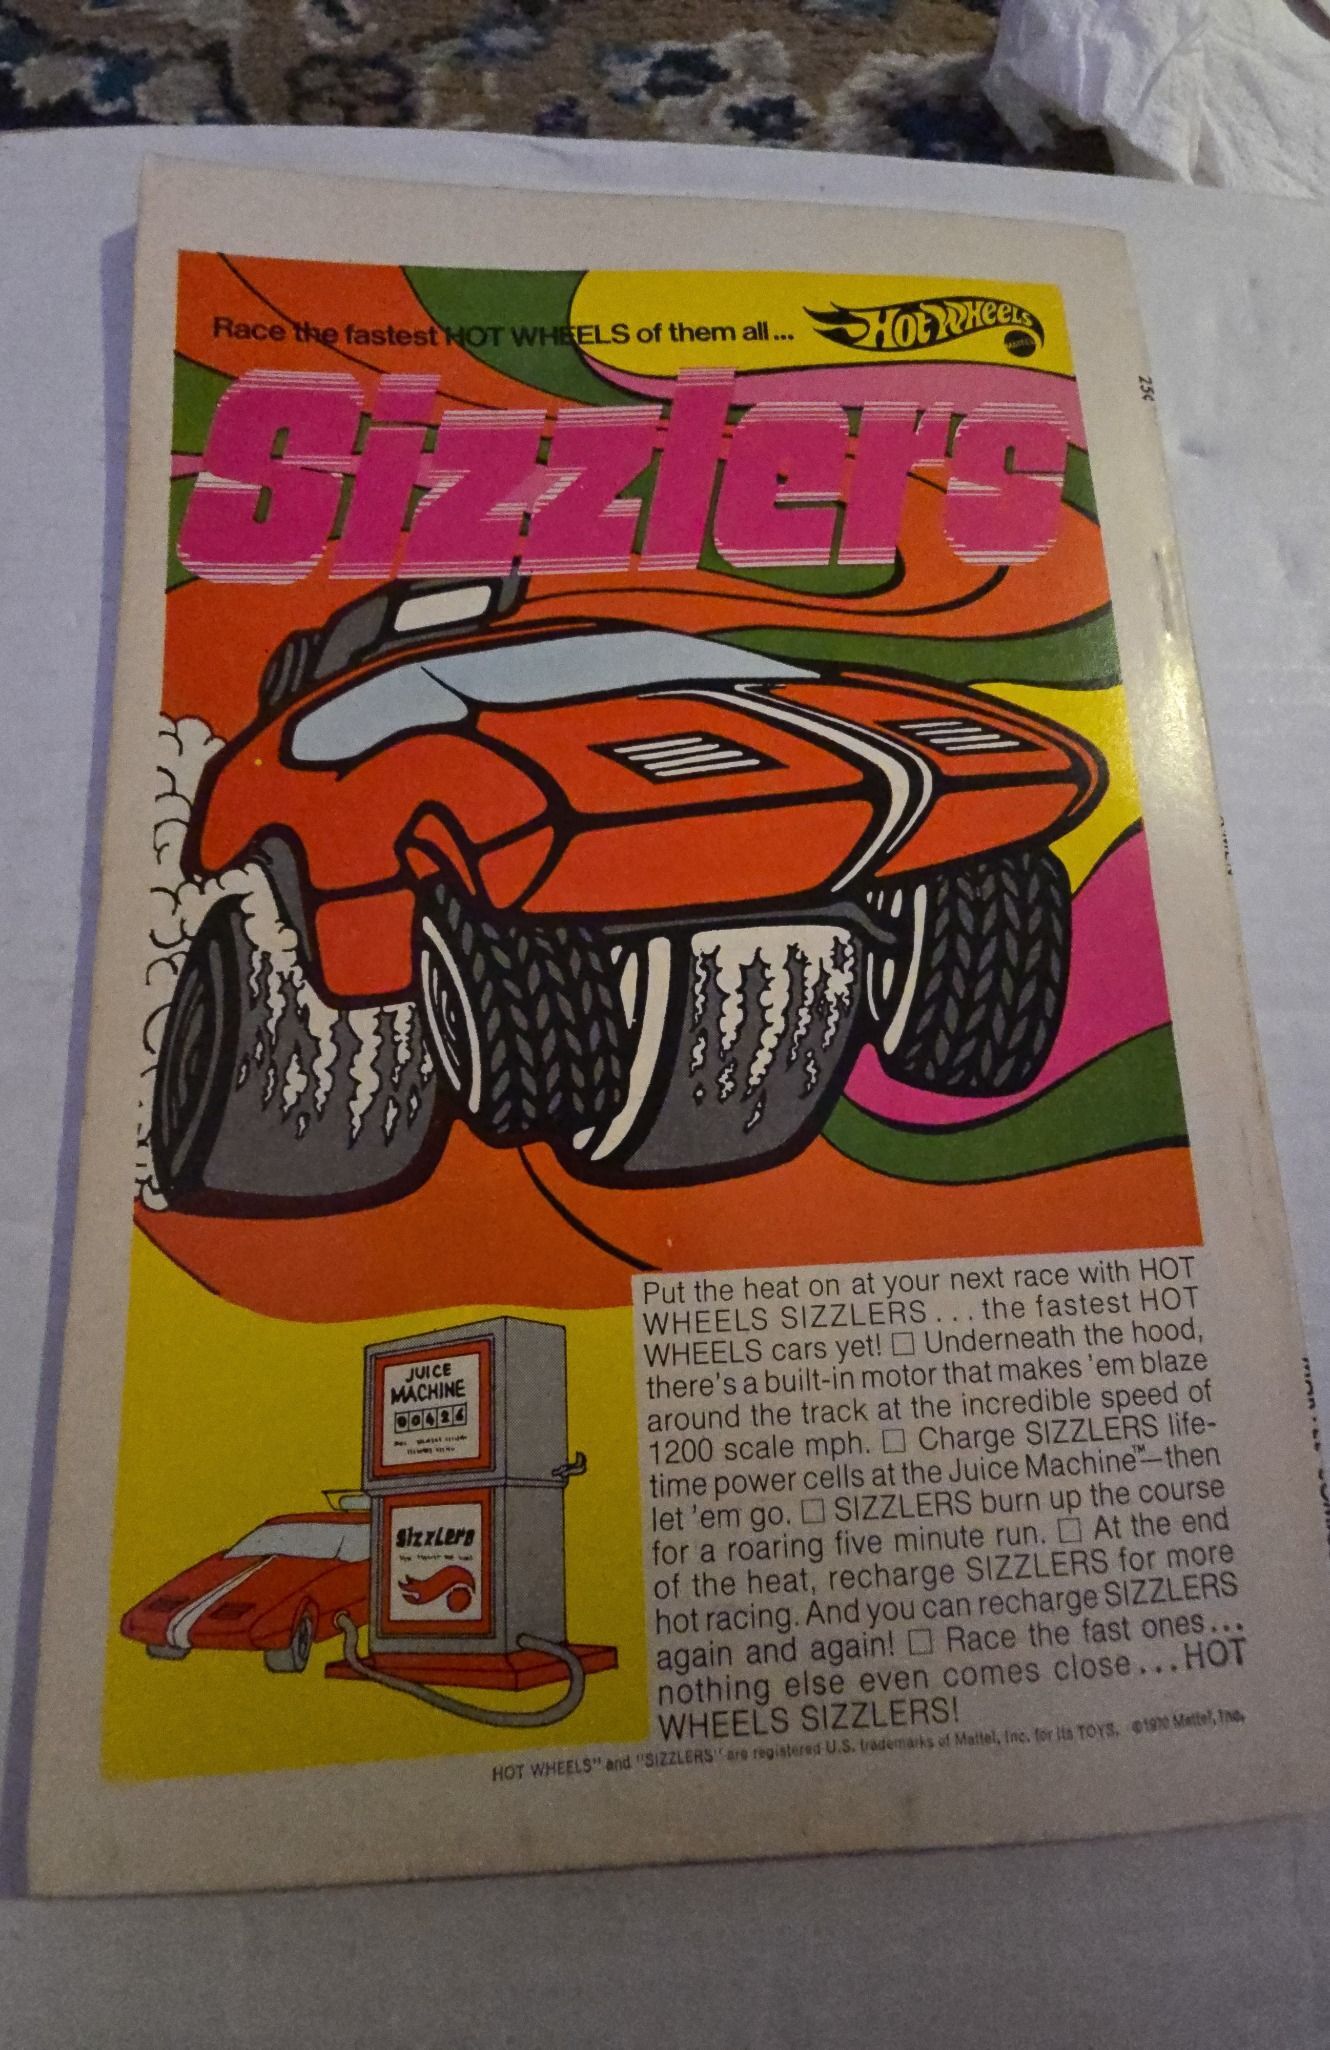 Race the fastest HOT WHEELS of them all...
HOT WHEELS
MATTEL
Sizzlers
25¢
JUICE
MACHINE
00426
Sizzlers
Put the heat on at your next race with HOT
WHEELS SIZZLERS...the fastest HOT
WHEELS cars yet! □ Underneath the hood,
there's a built-in motor that makes 'em blaze
around the track at the incredible speed of
1200 scale mph. □ Charge SIZZLERS life-
time power cells at the Juice Machine™—then
let 'em go. □ SIZZLERS burn up the course
for a roaring five minute run. □ At the end
of the heat, recharge SIZZLERS for more
hot racing. And you can recharge SIZZLERS
again and again! □ Race the fast ones...
nothing else even comes close...HOT
WHEELS SIZZLERS!
HOT WHEELS" and "SIZZLERS" are registered U.S. trademarks of Mattel, Inc. for its TOYS. ©1970 Mattel, Inc.